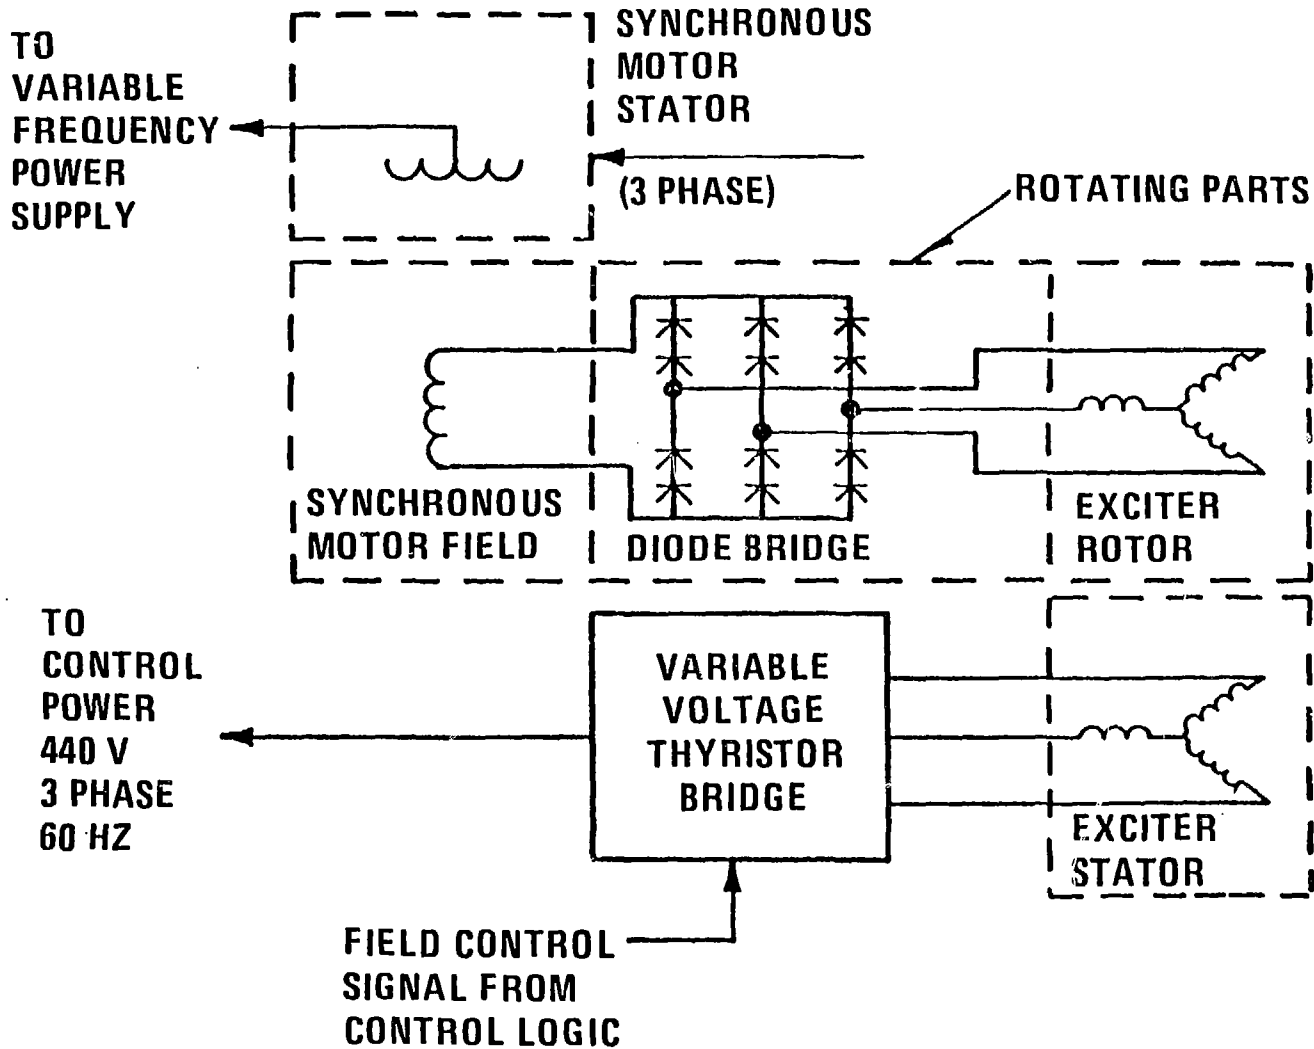 TO
VARIABLE
FREQUENCY
POWER
SUPPLY
SYNCHRONOUS
MOTOR
STATOR
(3 PHASE)
ROTATING PARTS
SYNCHRONOUS
MOTOR FIELD
DIODE BRIDGE
EXCITER
ROTOR
TO
CONTROL
POWER
440 V
3 PHASE
60 HZ
VARIABLE
VOLTAGE
THYRISTOR
BRIDGE
EXCITER
STATOR
FIELD CONTROL
SIGNAL FROM
CONTROL LOGIC